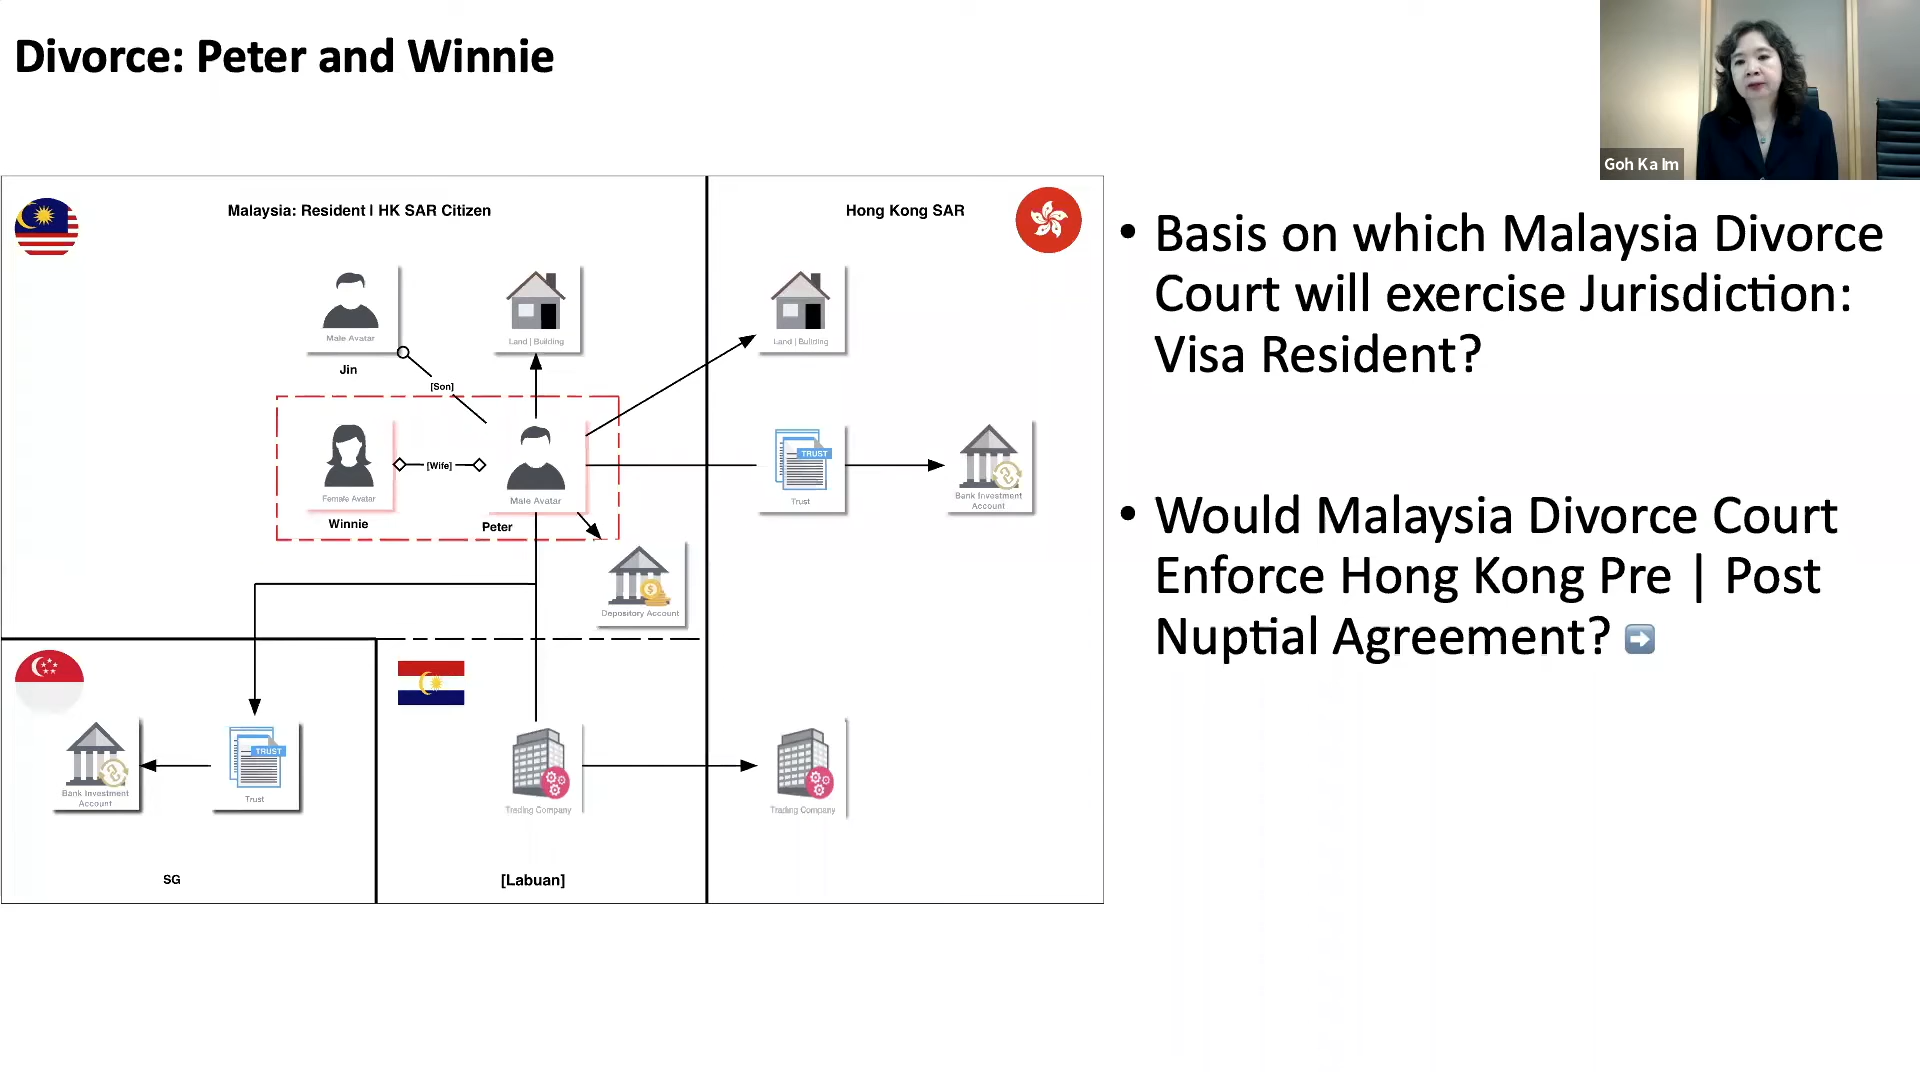 Divorce: Peter and Winnie
Goh Ka Im
Malaysia: Resident | HK SAR Citizen
Hong Kong SAR
Male Avatar
Jin
Land | Building
Land | Building
[Son]
Female Avatar
Winnie
[Wife]
Male Avatar
Peter
TRUST
Trust
Bank Investment
Account
Depository Account
Bank Investment
Account
TRUST
Trust
Trading Company
Trading Company
SG
[Labuan]
• Basis on which Malaysia Divorce
Court will exercise Jurisdiction:
Visa Resident?
• Would Malaysia Divorce Court
Enforce Hong Kong Pre | Post
Nuptial Agreement? ➡